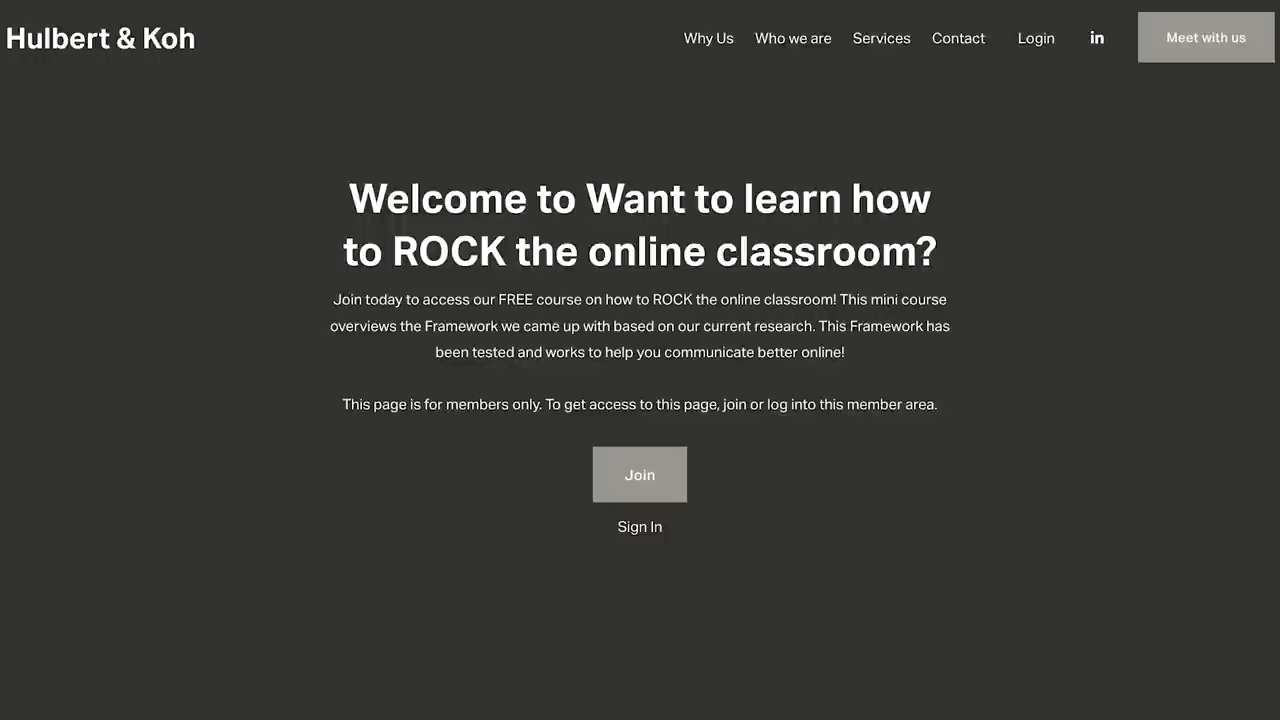 Hulbert & Koh
Why Us
Who we are
Services
Contact
Login
in
Meet with us
Welcome to Want to learn how
to ROCK the online classroom?
Join today to access our FREE course on how to ROCK the online classroom! This mini course
overviews the Framework we came up with based on our current research. This Framework has
been tested and works to help you communicate better online!
This page is for members only. To get access to this page, join or log into this member area.
Join
Sign In